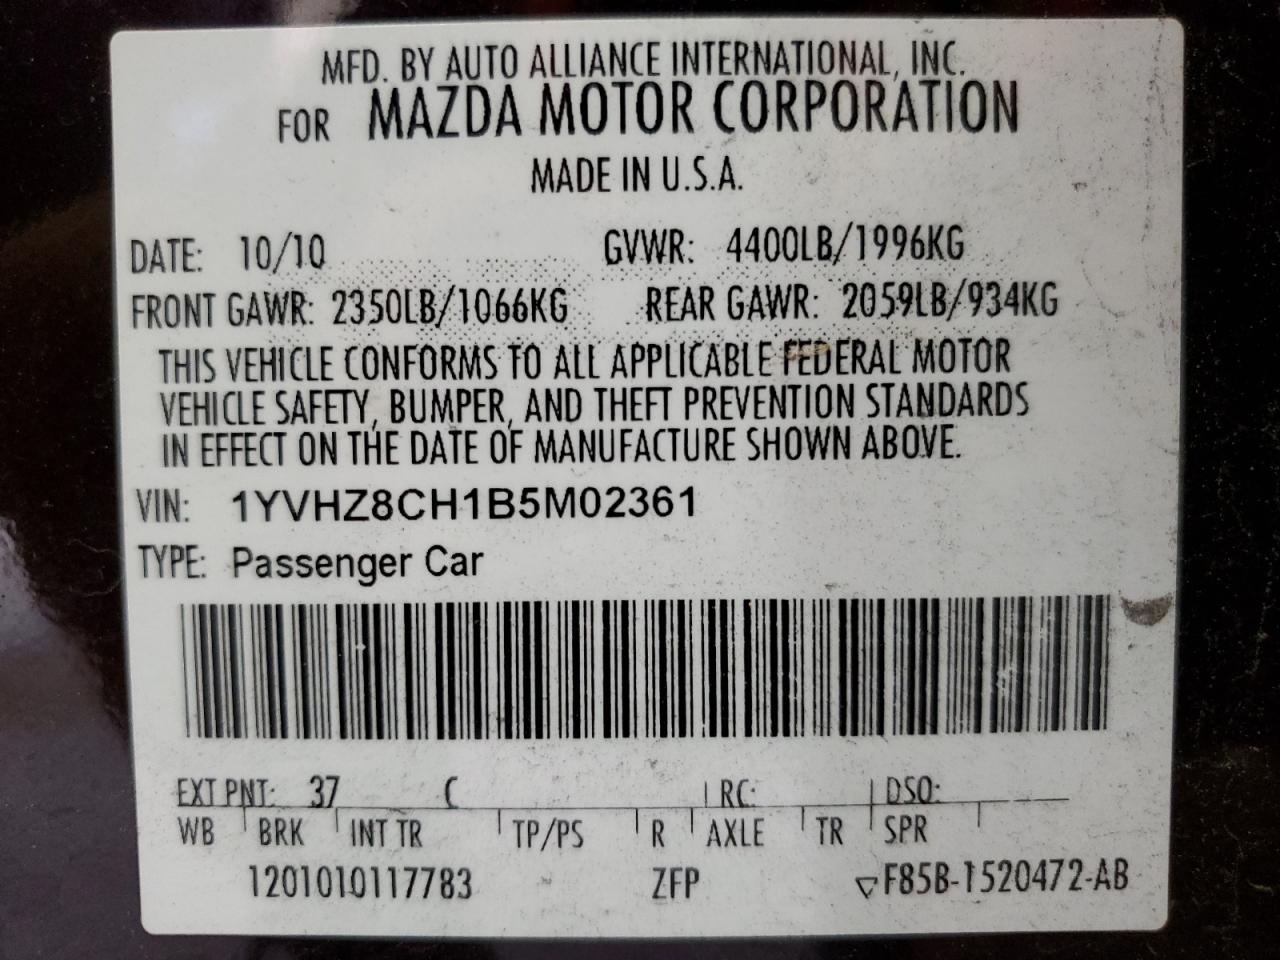 MFD. BY AUTO ALLIANCE INTERNATIONAL, INC.
FOR MAZDA MOTOR CORPORATION
MADE IN U.S.A.
DATE: 10/10 GVWR: 4400LB/1996KG
FRONT GAWR: 2350LB/1066KG REAR GAWR: 2059LB/934KG
THIS VEHICLE CONFORMS TO ALL APPLICABLE FEDERAL MOTOR
VEHICLE SAFETY, BUMPER, AND THEFT PREVENTION STANDARDS
IN EFFECT ON THE DATE OF MANUFACTURE SHOWN ABOVE.
VIN: 1YVHZ8CH1B5M02361
TYPE: Passenger Car
EXT PNT: 37 C RC: DSO:
WB BRK INT TR TP/PS R AXLE TR SPR
1201010117783 ZFP F85B-1520472-AB